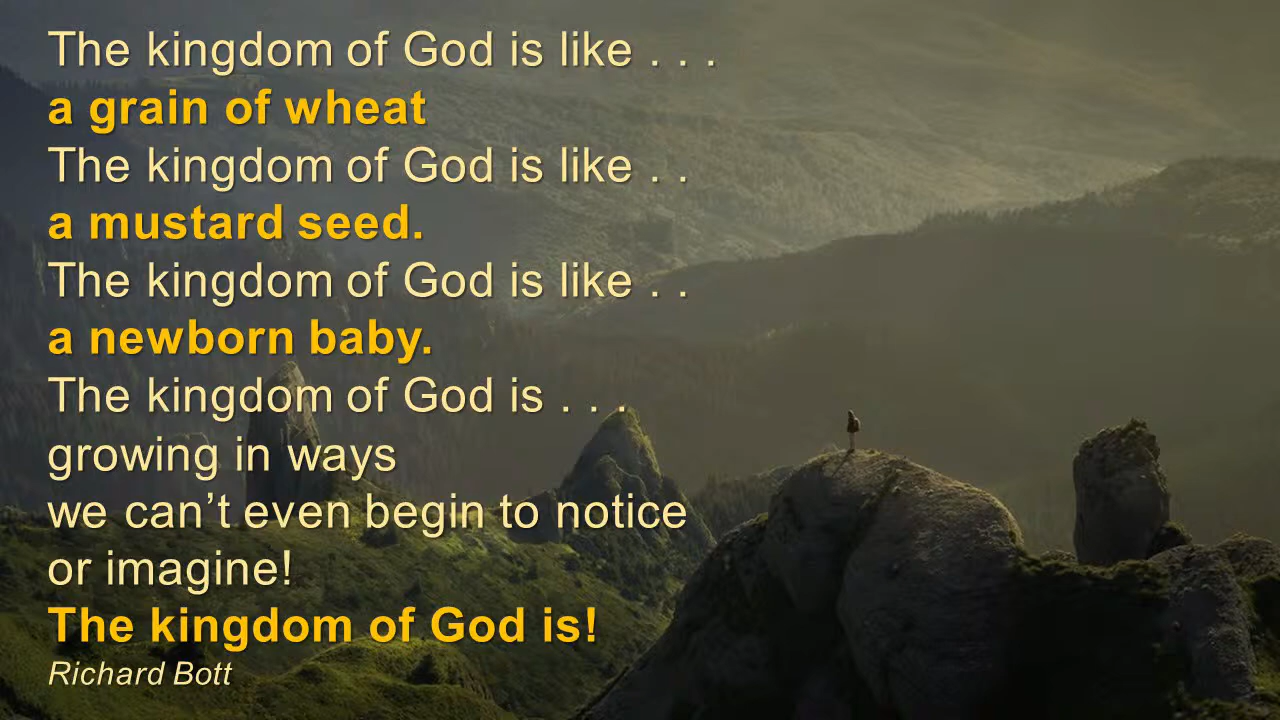 The kingdom of God is like . . .
a grain of wheat
The kingdom of God is like . .
a mustard seed.
The kingdom of God is like . .
a newborn baby.
The kingdom of God is . . .
growing in ways
we can’t even begin to notice
or imagine!
The kingdom of God is!
Richard Bott